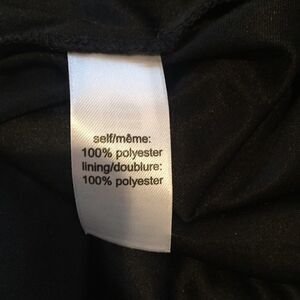 self/même:
100% polyester
lining/doublure:
100% polyester